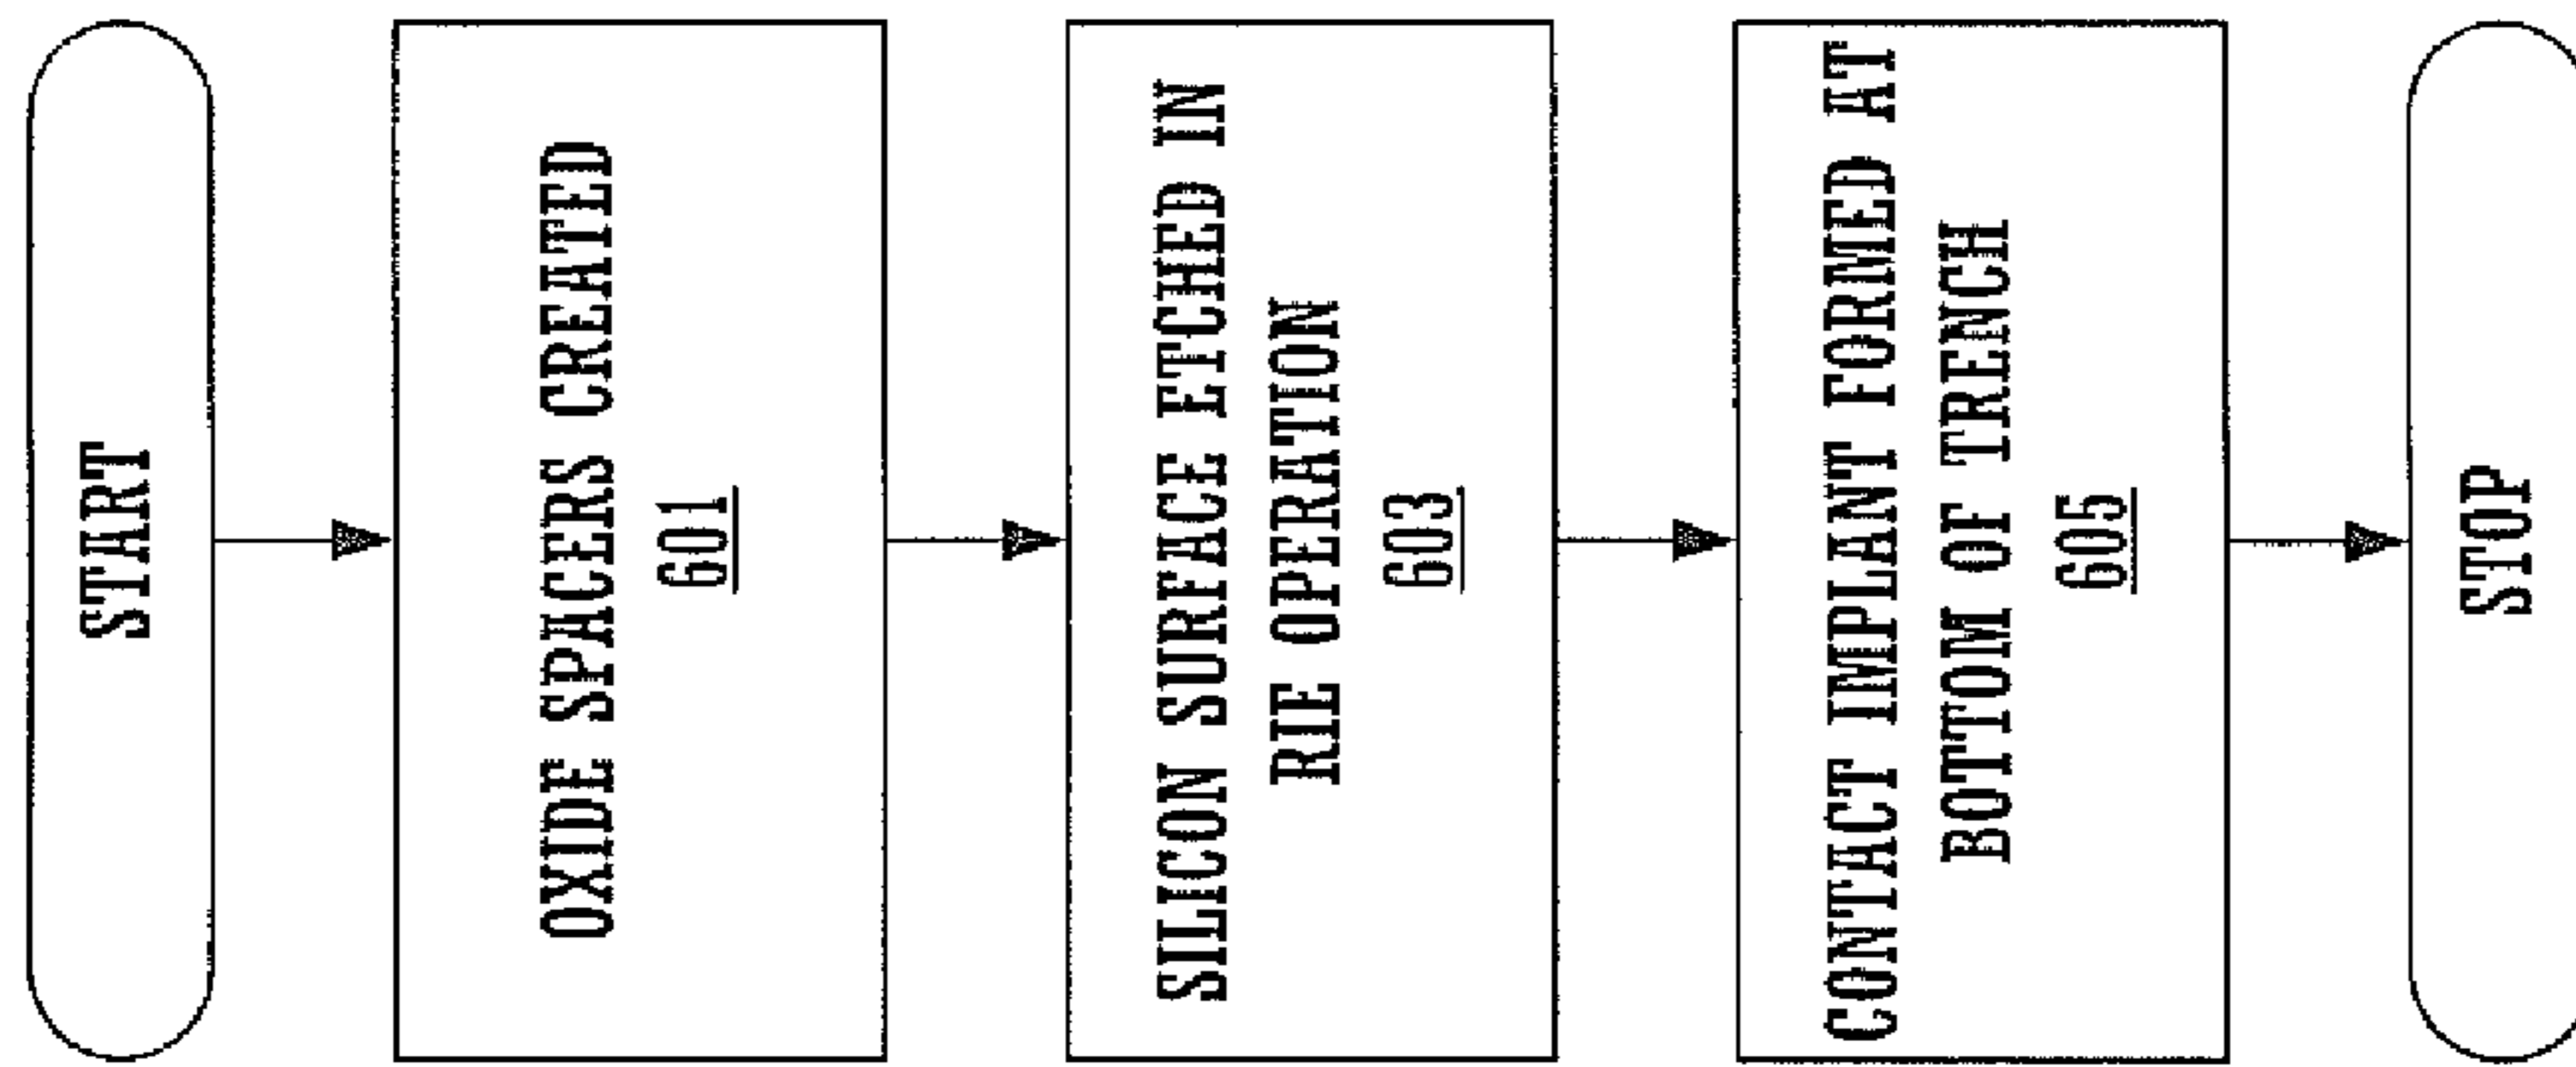 START
OXIDE SPACERS CREATED
601
SILICON SURFACE ETCHED IN
RIE OPERATION
603
CONTACT IMPLANT FORMED AT
BOTTOM OF TRENCH
605
STOP